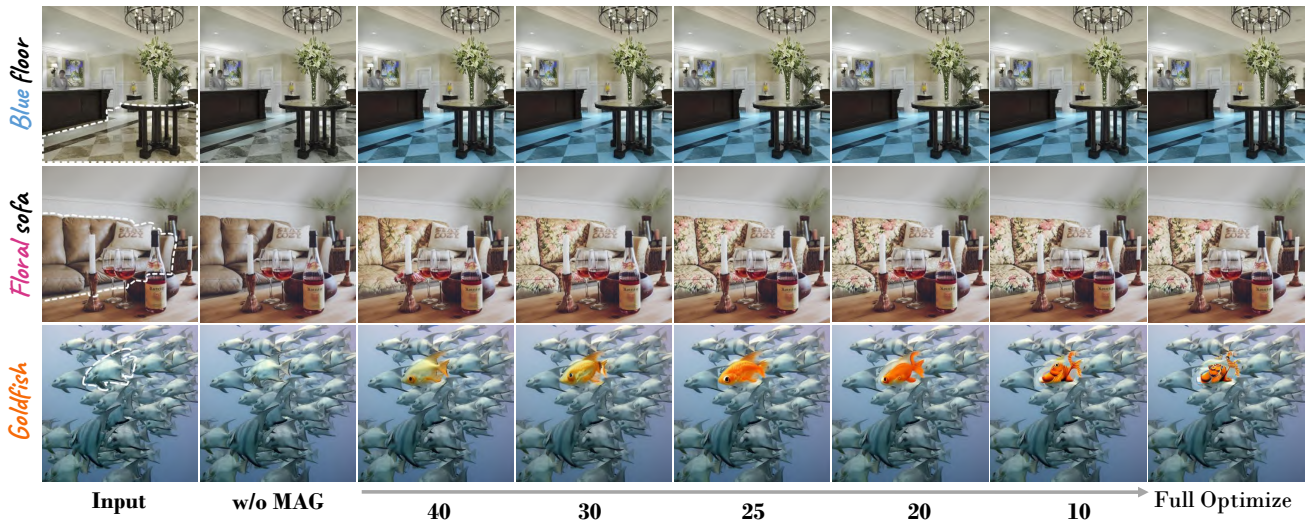 Blue floor
Floral sofa
Goldfish
Input
w/o MAG
40
30
25
20
10
Full Optimize